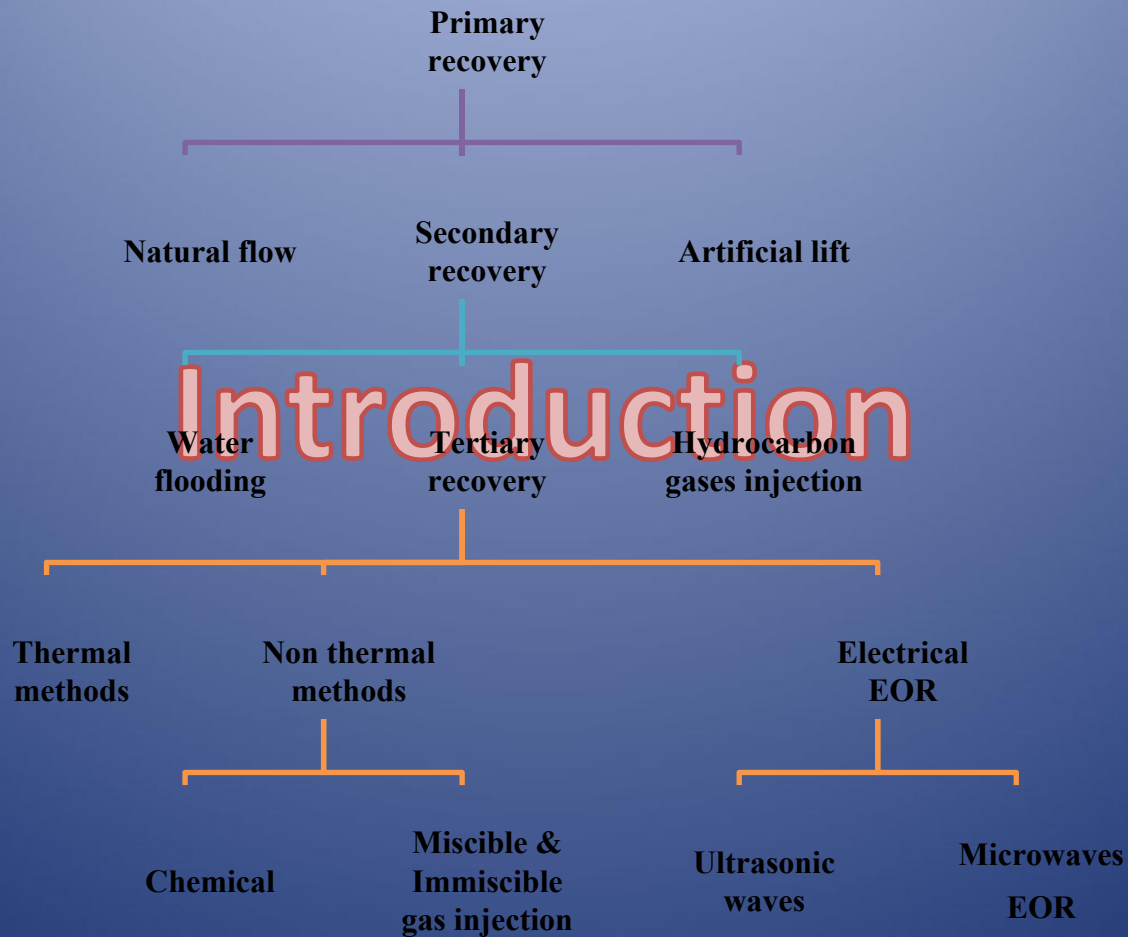 Primary
recovery
Natural flow
Secondary
recovery
Artificial lift
Introduction
Water
flooding
Tertiary
recovery
Hydrocarbon
gases injection
Thermal
methods
Non thermal
methods
Electrical
EOR
Chemical
Miscible &
Immiscible
gas injection
Ultrasonic
waves
Microwaves
EOR